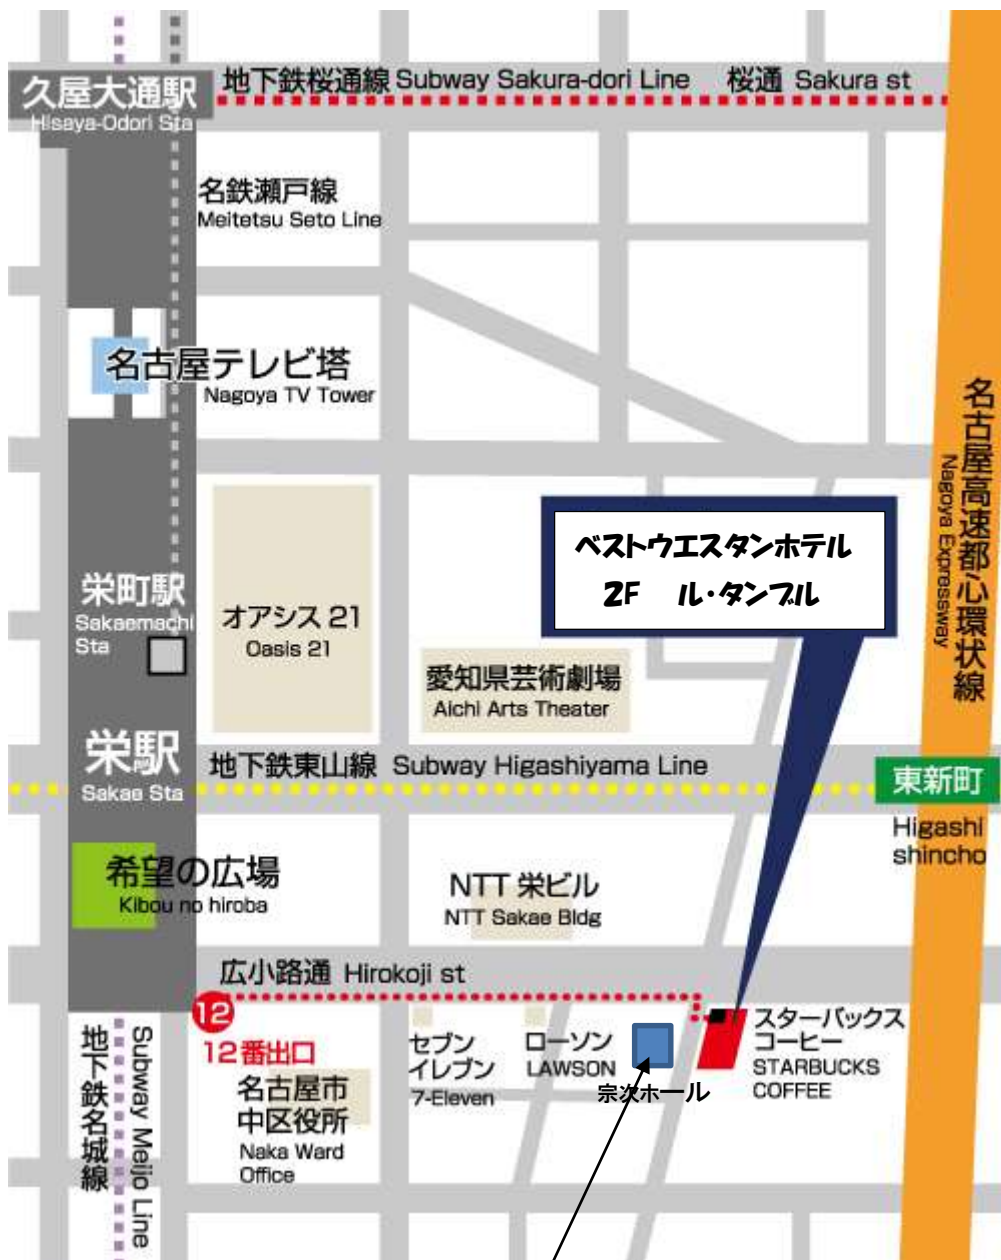 地下鉄桜通線 Subway Sakura-dori Line
桜通 Sakura st
久屋大通駅
Hisaya-Odori Sta
名鉄瀬戸線
Meitetsu Seto Line
名古屋テレビ塔
Nagoya TV Tower
名古屋高速都心環状線
Nagoya Expressway
ベストウエスタンホテル
2F ル・タンブル
栄町駅
Sakaemachi
Sta
オアシス 21
Oasis 21
愛知県芸術劇場
Aichi Arts Theater
栄駅
Sakae Sta
地下鉄東山線 Subway Higashiyama Line
東新町
Higashi
shincho
希望の広場
Kibou no hiroba
NTT 栄ビル
NTT Sakae Bldg
広小路通 Hirokoji st
12
12番出口
名古屋市
中区役所
Naka Ward
Office
セブン
イレブン
7-Eleven
ローソン
LAWSON
宗次ホール
スターバックス
コーヒー
STARBUCKS
COFFEE
地下鉄名城線
Subway Meijo Line